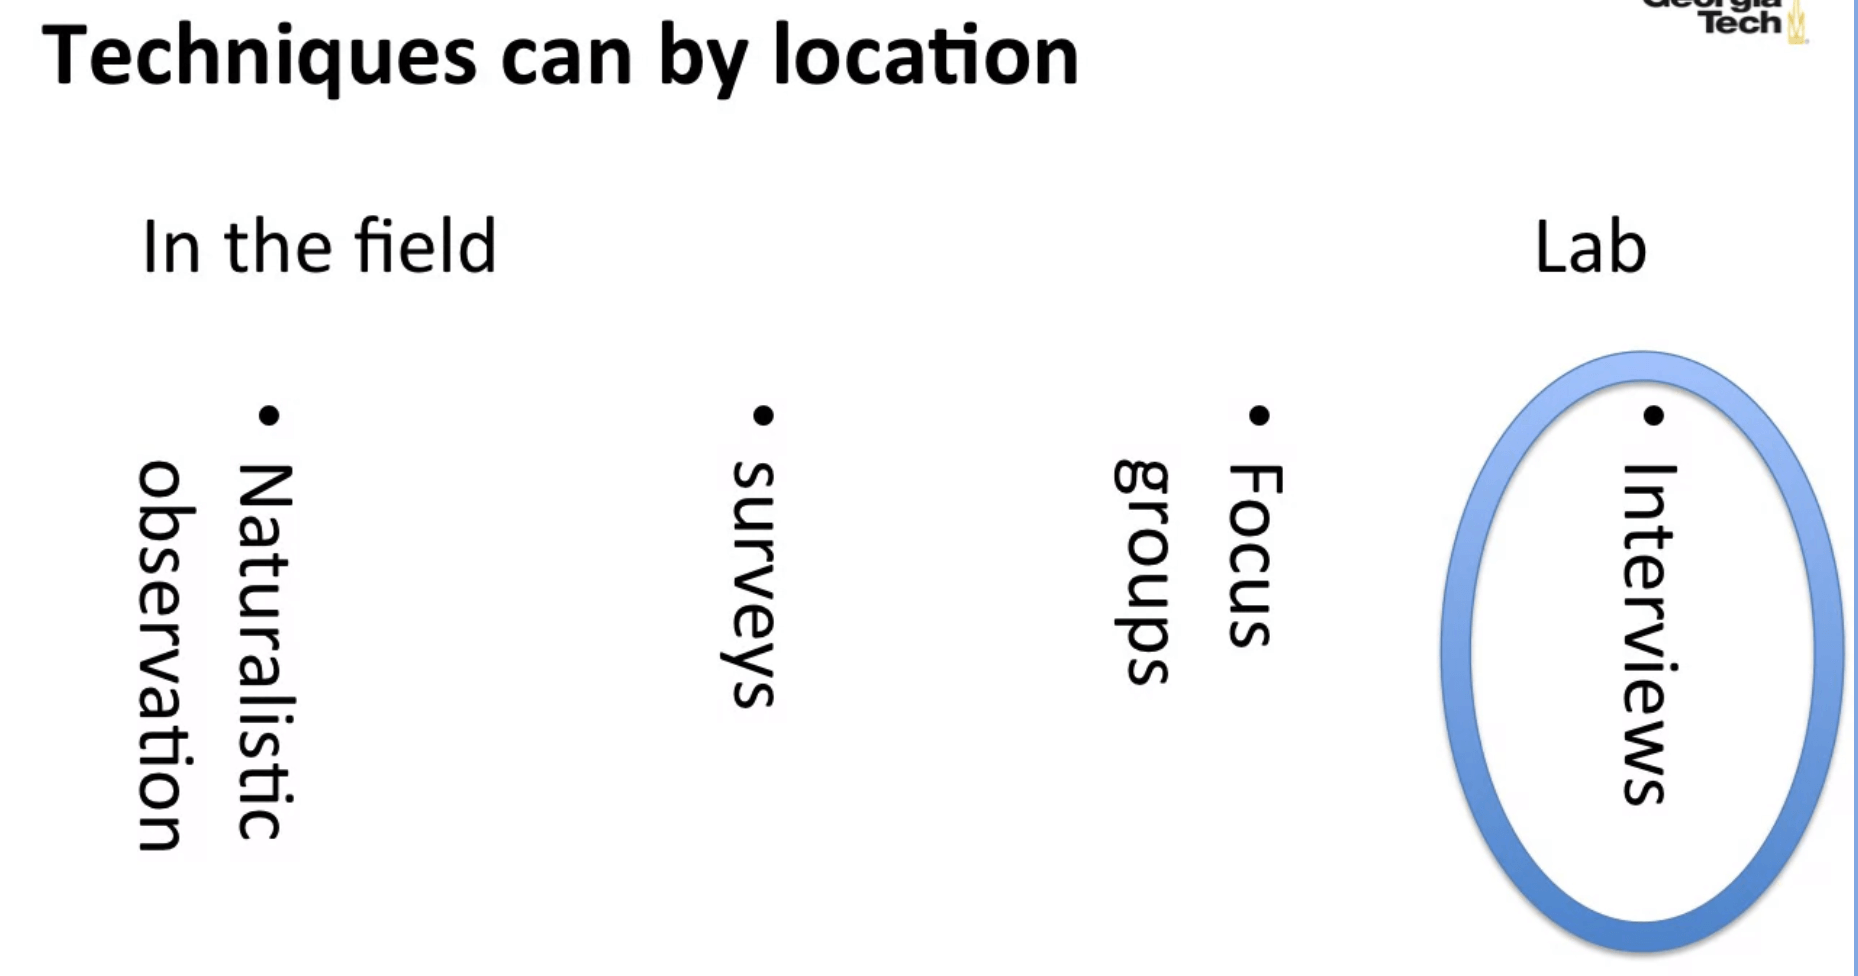 Techniques can by location
Georgia
Tech
In the field
Lab
• Naturalistic
observation
• surveys
• Focus
groups
• Interviews